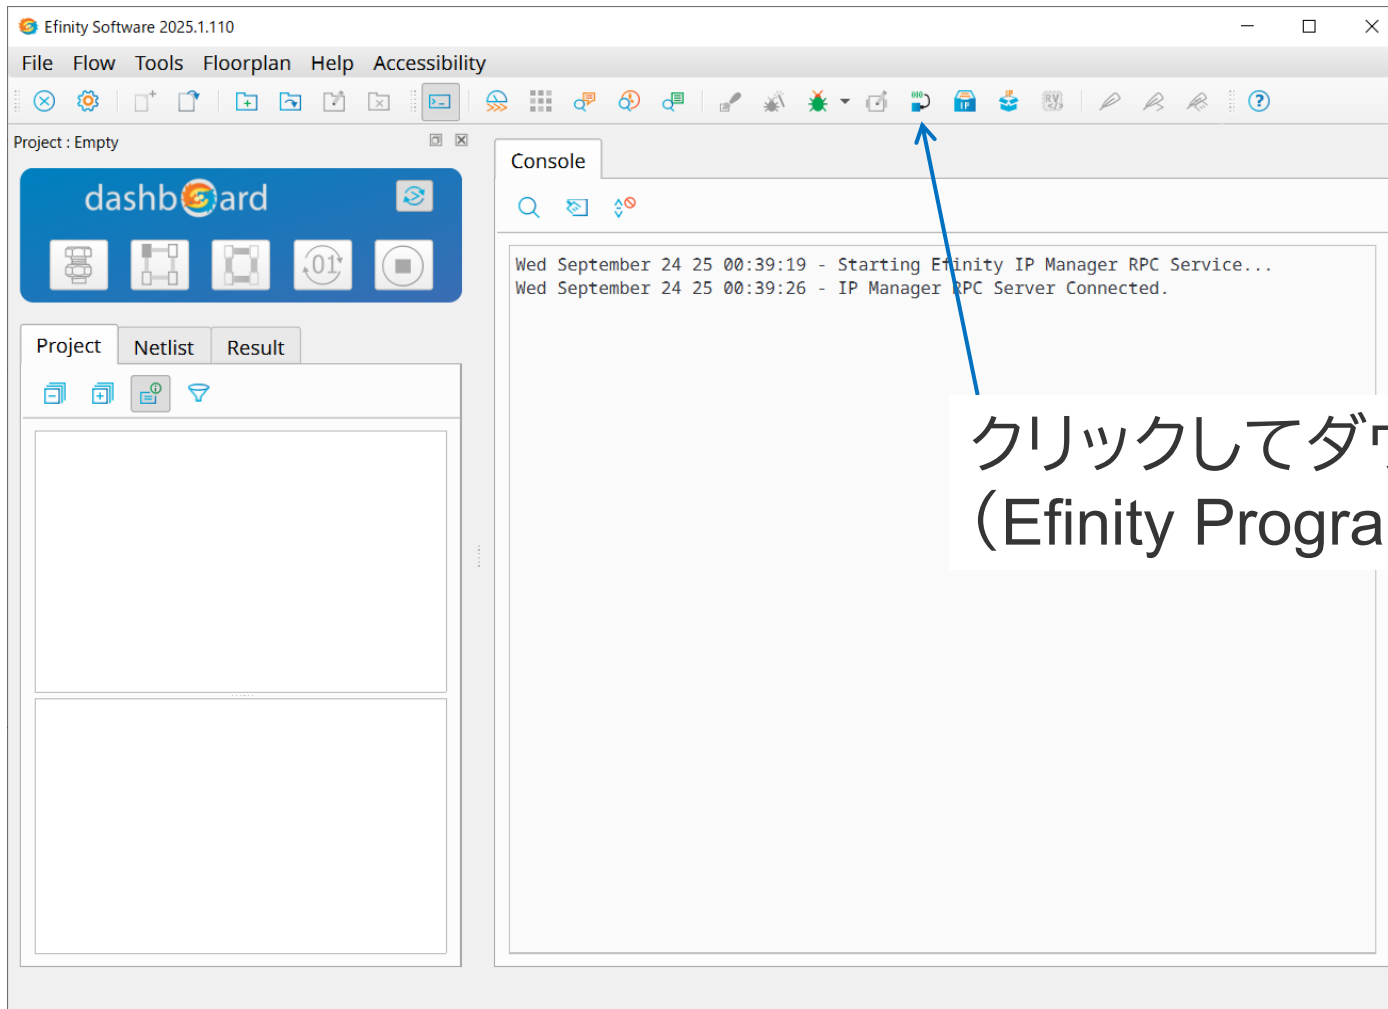 Efinity Software 2025.1.110
File Flow Tools Floorplan Help Accessibility
Project : Empty
dashboard
Console
Wed September 24 25 00:39:19 - Starting Efinity IP Manager RPC Service...
Wed September 24 25 00:39:26 - IP Manager RPC Server Connected.
Project Netlist Result
クリックしてダ
（Efinity Progra